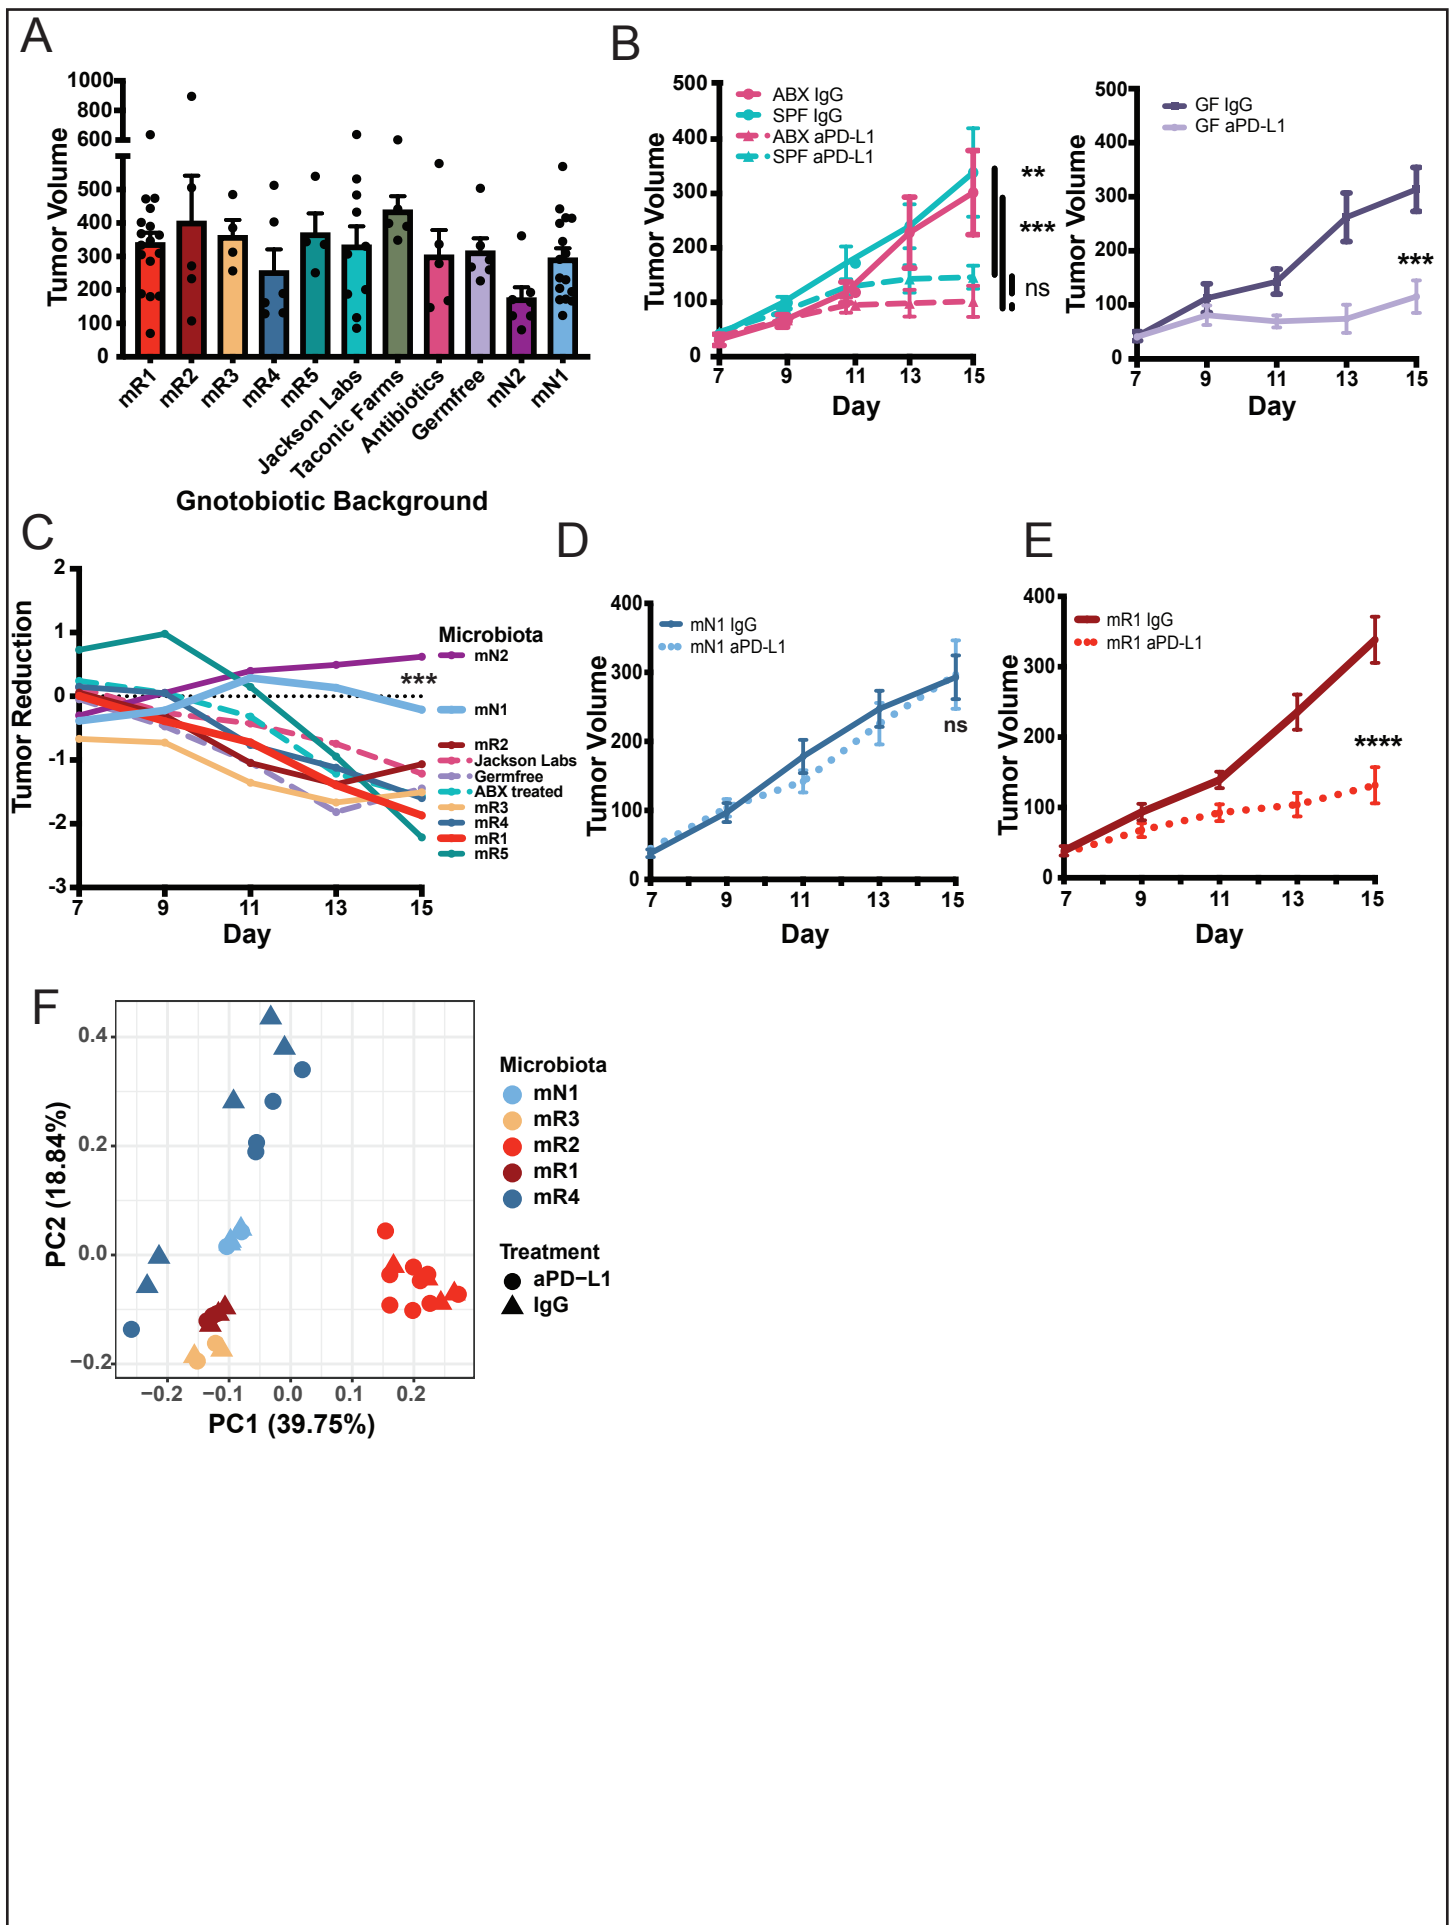 A
1000
800
600
500
400
300
200
100
0
Tumor Volume
mR1
mR2
mR3
mR4
mR5
Jackson Labs
Taconic Farms
Antibiotics
Germfree
mN2
mN1
Gnotobiotic Background
B
500
400
300
200
100
0
Tumor Volume
ABX IgG
SPF IgG
ABX aPD-L1
SPF aPD-L1
**
***
ns
7
9
11
13
15
Day
500
400
300
200
100
0
Tumor Volume
GF IgG
GF aPD-L1
***
7
9
11
13
15
Day
C
2
1
0
-1
-2
-3
Tumor Reduction
***
Microbiota
mN2
mN1
mR2
Jackson Labs
Germfree
ABX treated
mR3
mR4
mR1
mR5
7
9
11
13
15
Day
D
400
300
200
100
0
Tumor Volume
mN1 IgG
mN1 aPD-L1
ns
7
9
11
13
15
Day
E
400
300
200
100
0
Tumor Volume
mR1 IgG
mR1 aPD-L1
****
7
9
11
13
15
Day
F
0.4
0.2
0.0
−0.2
PC2 (18.84%)
−0.2
−0.1
0.0
0.1
0.2
PC1 (39.75%)
Microbiota
mN1
mR3
mR2
mR1
mR4
Treatment
aPD−L1
IgG